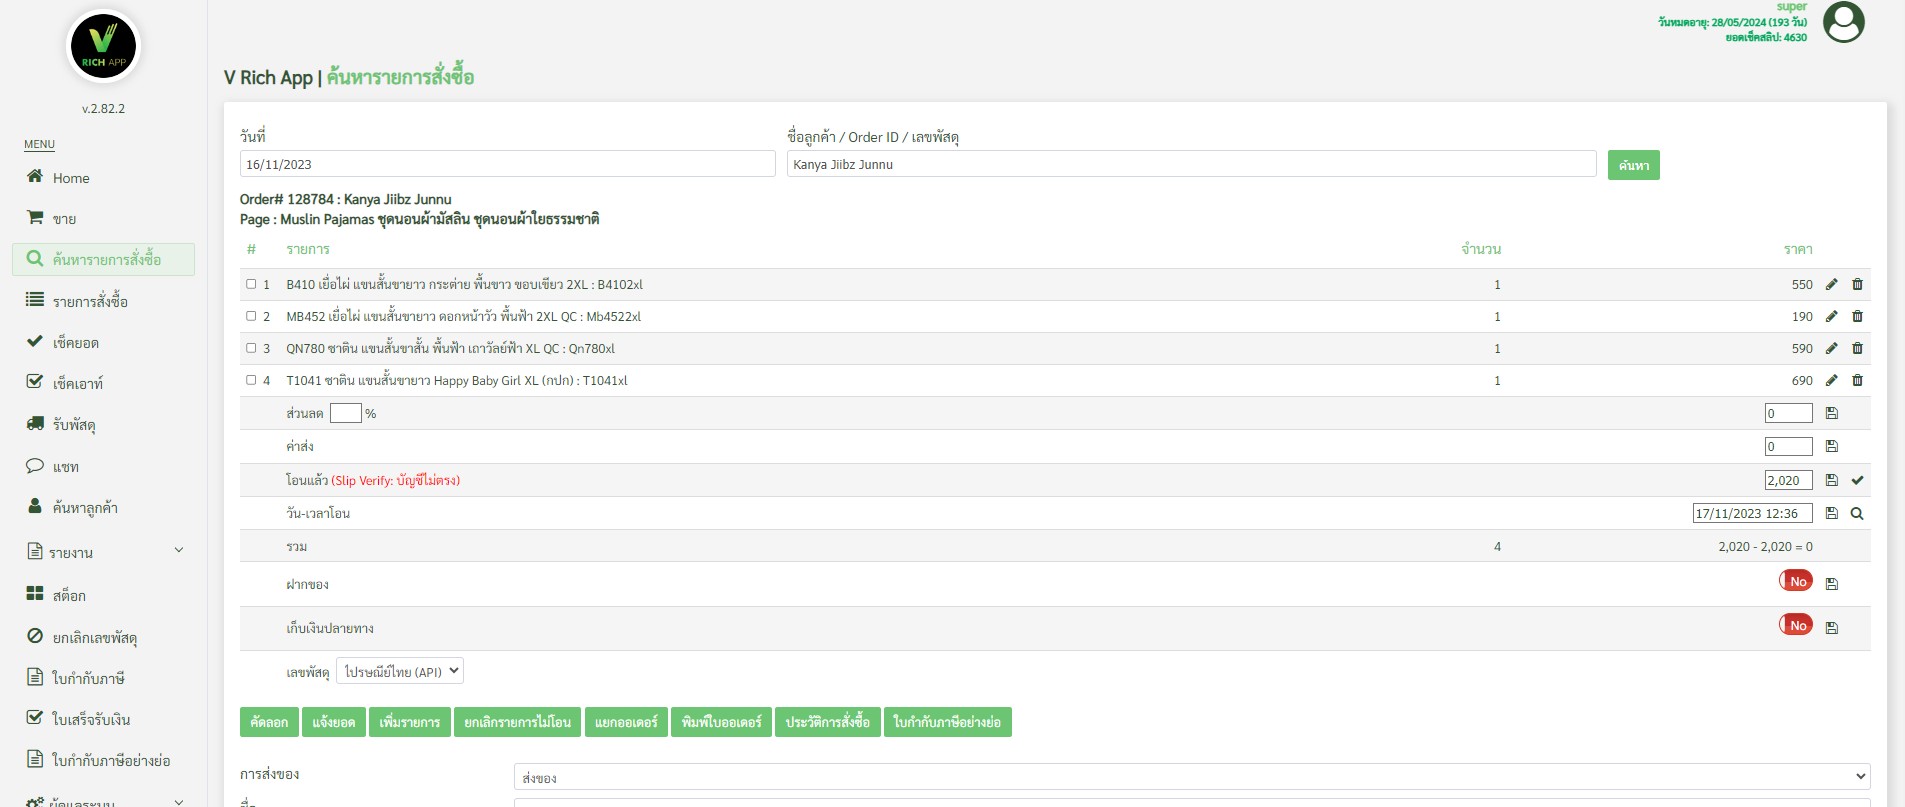 RICH APP
v.2.82.2
MENU
Home
ขาย
ค้นหารายการสั่งซื้อ
รายการสั่งซื้อ
เช็คยอด
เช็คเอาท์
รับพัสดุ
แชท
ค้นหาลูกค้า
รายงาน
สต็อก
ยกเลิกเลขพัสดุ
ใบกำกับภาษี
ใบเสร็จรับเงิน
ใบกำกับภาษีอย่างย่อ
ผู้ดูแลระบบ
super
วันหมดอายุ: 28/05/2024 (193 วัน)
ยอดเช็คสลิป: 4630
V Rich App | ค้นหารายการสั่งซื้อ
วันที่
16/11/2023
ชื่อลูกค้า / Order ID / เลขพัสดุ
Kanya Jiibz Junnu
ค้นหา
Order# 128784 : Kanya Jiibz Junnu
Page : Muslin Pajamas ชุดนอนผ้ามัสลิน ชุดนอนผ้าใยธรรมชาติ
# รายการ จำนวน ราคา
1 B410 เยื่อไผ่ แขนสั้นขายาว กระต่าย พื้นขาว ขอบเขียว 2XL : B4102xl 1 550
2 MB452 เยื่อไผ่ แขนสั้นขายาว ดอกหน้าวัว พื้นฟ้า 2XL QC : Mb4522xl 1 190
3 QN780 ซาติน แขนสั้นขาสั้น พื้นฟ้า เถาวัลย์ฟ้า XL QC : Qn780xl 1 590
4 T1041 ซาติน แขนสั้นขายาว Happy Baby Girl XL (กปก) : T1041xl 1 690
ส่วนลด % 0
ค่าส่ง 0
โอนแล้ว (Slip Verify: บัญชีไม่ตรง) 2,020
วัน-เวลาโอน 17/11/2023 12:36
รวม 4 2,020 - 2,020 = 0
ฝากของ No
เก็บเงินปลายทาง No
เลขพัสดุ ไปรษณีย์ไทย (API)
คัดลอก แจ้งยอด เพิ่มรายการ ยกเลิกรายการไม่โอน แยกออเดอร์ พิมพ์ใบออเดอร์ ประวัติการสั่งซื้อ ใบกำกับภาษีอย่างย่อ
การส่งของ ส่งของ